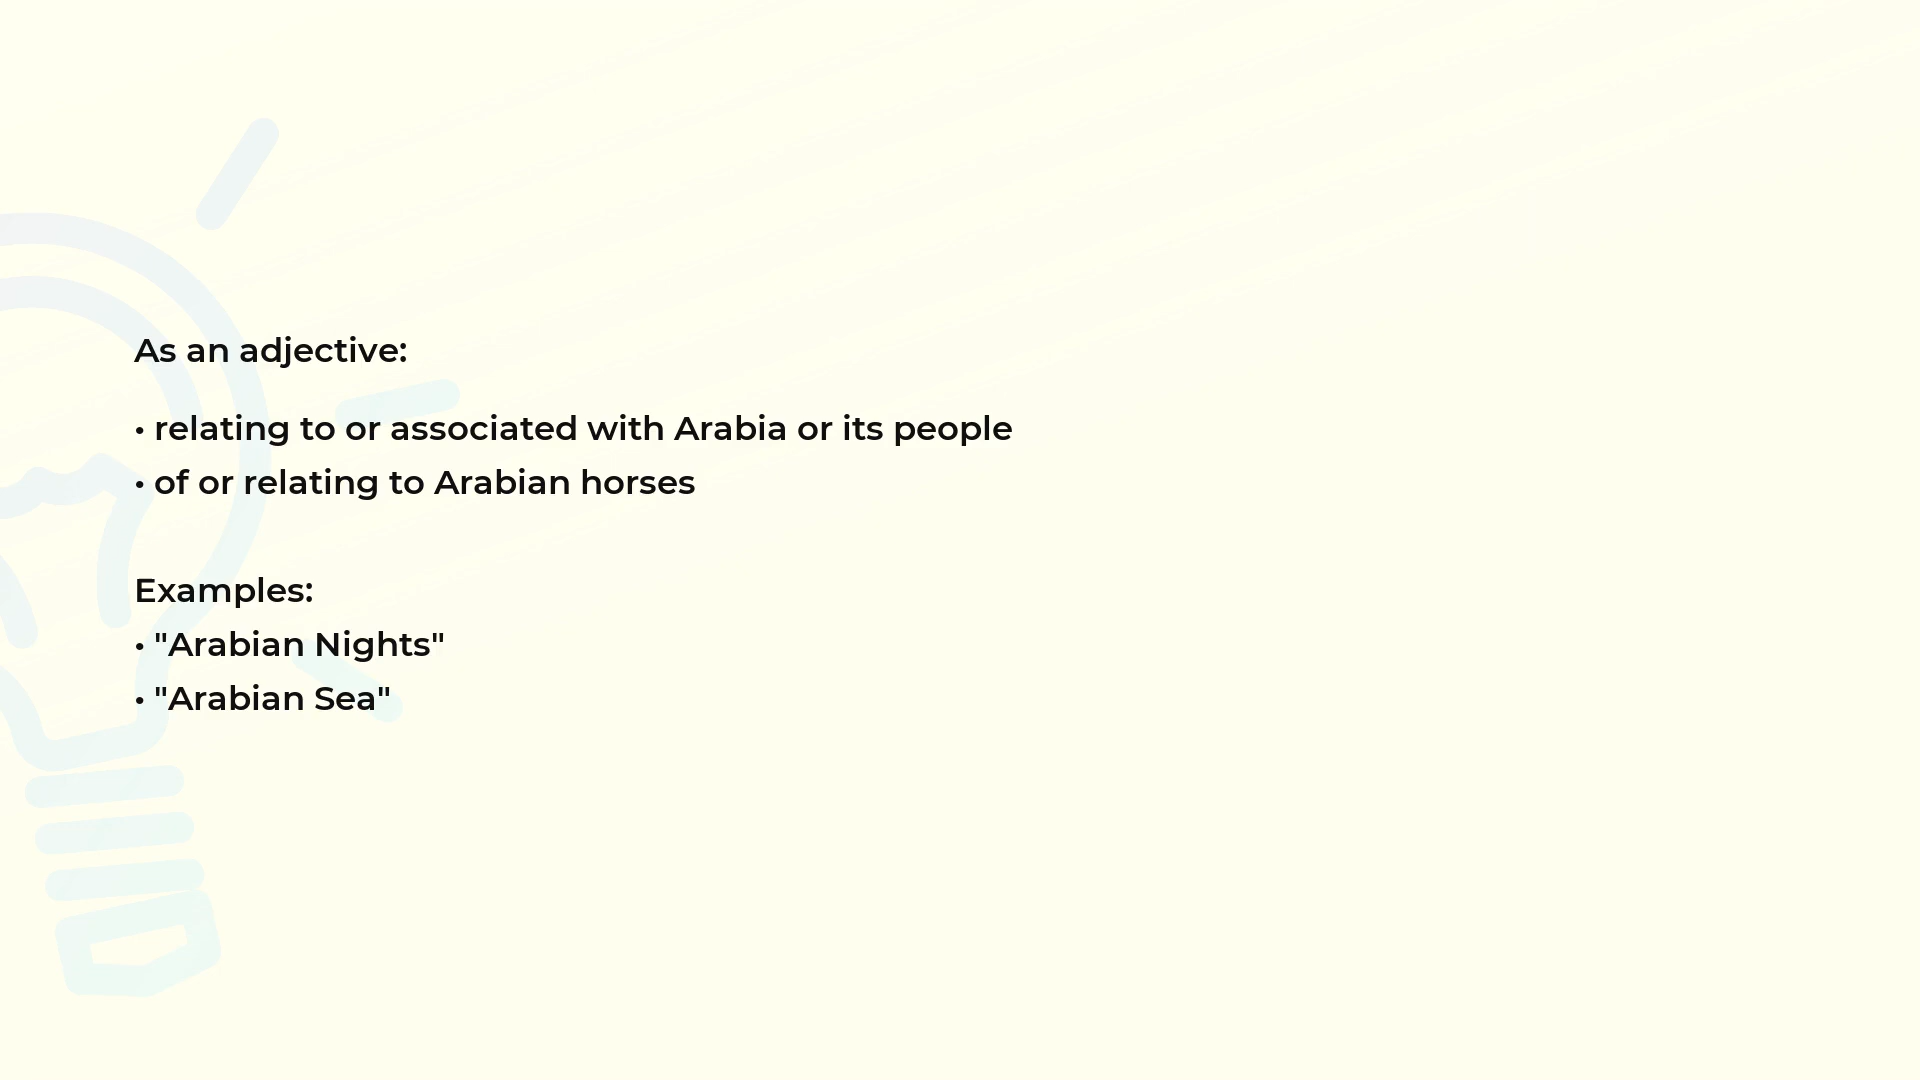 As an adjective:
• relating to or associated with Arabia or its people
• of or relating to Arabian horses
Examples:
• "Arabian Nights"
• "Arabian Sea"